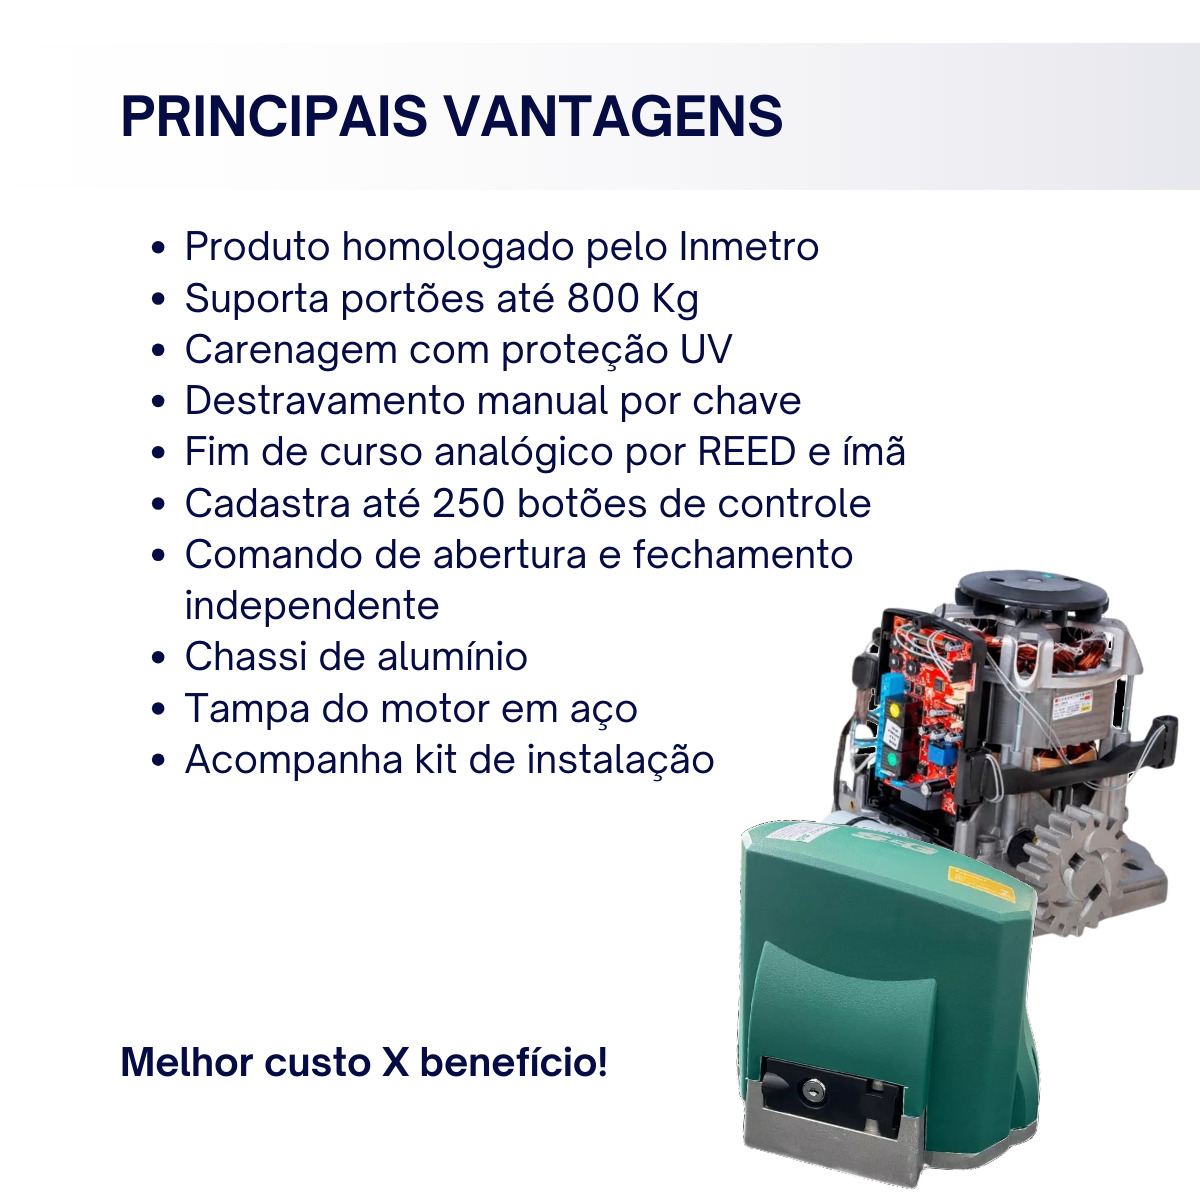 PRINCIPAIS VANTAGENS
• Produto homologado pelo Inmetro
• Suporta portões até 800 Kg
• Carenagem com proteção UV
• Destravamento manual por chave
• Fim de curso analógico por REED e ímã
• Cadastra até 250 botões de controle
• Comando de abertura e fechamento
independente
• Chassi de alumínio
• Tampa do motor em aço
• Acompanha kit de instalação
Melhor custo X benefício!